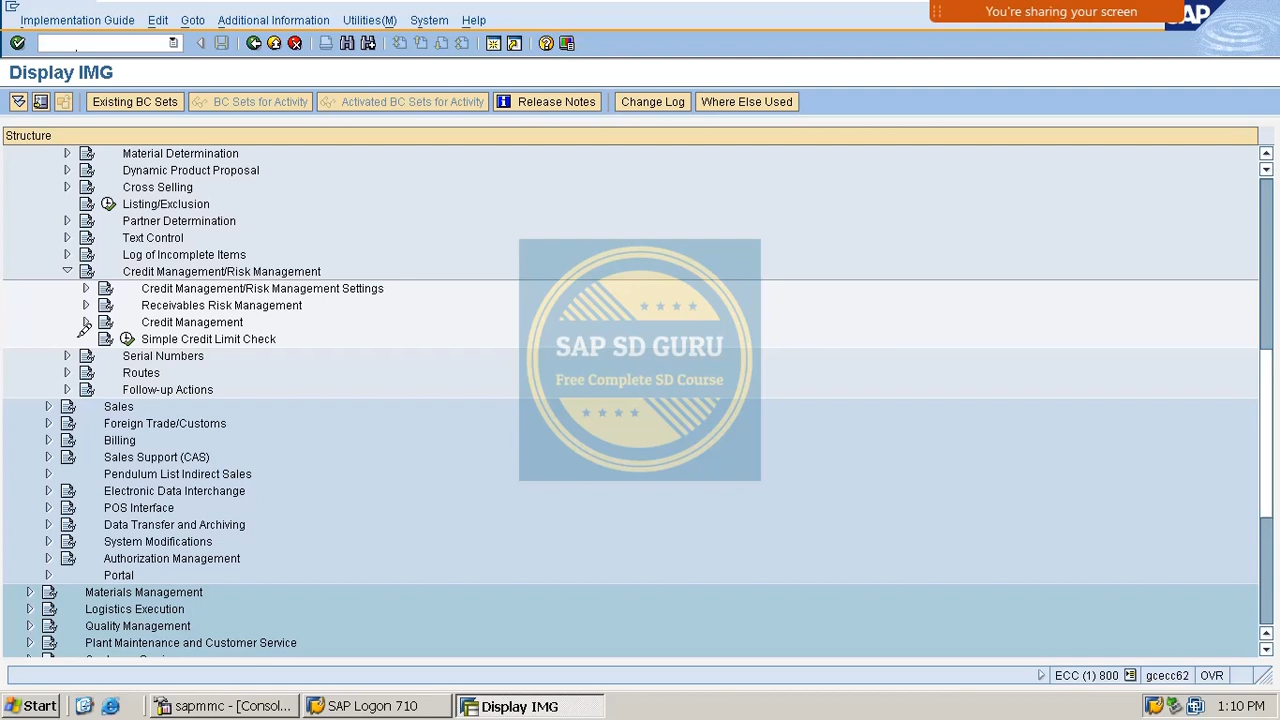 Implementation Guide Edit Goto Additional Information Utilities(M) System Help
You're sharing your screen
SAP
Display IMG
Existing BC Sets BC Sets for Activity Activated BC Sets for Activity Release Notes Change Log Where Else Used
Structure
Material Determination
Dynamic Product Proposal
Cross Selling
Listing/Exclusion
Partner Determination
Text Control
Log of Incomplete Items
Credit Management/Risk Management
Credit Management/Risk Management Settings
Receivables Risk Management
Credit Management
Simple Credit Limit Check
Serial Numbers
Routes
Follow-up Actions
Sales
Foreign Trade/Customs
Billing
Sales Support (CAS)
Pendulum List Indirect Sales
Electronic Data Interchange
POS Interface
Data Transfer and Archiving
System Modifications
Authorization Management
Portal
Materials Management
Logistics Execution
Quality Management
Plant Maintenance and Customer Service
SAP SD GURU
Free Complete SD Course
ECC (1) 800 gcecc62 OVR
Start sapmmc - [Consol... SAP Logon 710 Display IMG 1:10 PM